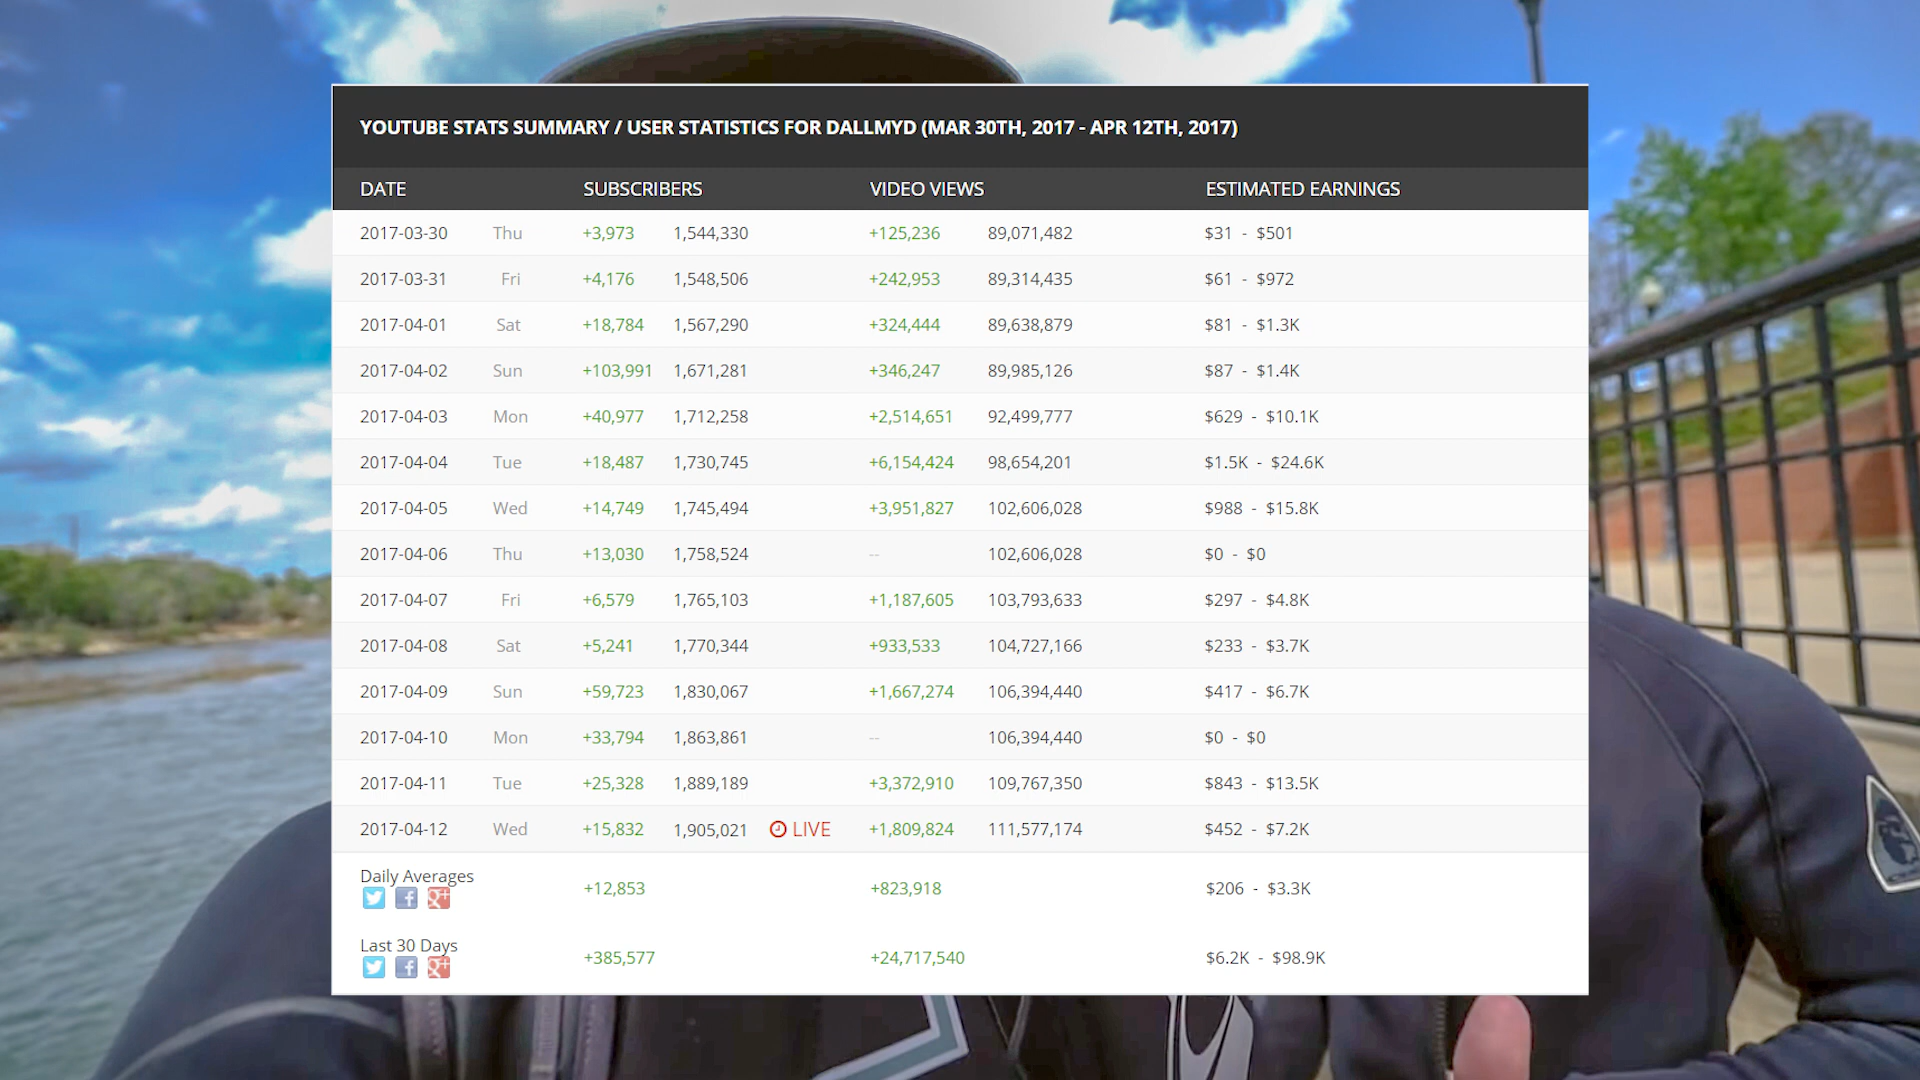 YOUTUBE STATS SUMMARY / USER STATISTICS FOR DALLMYD (MAR 30TH, 2017 - APR 12TH, 2017)
DATE SUBSCRIBERS VIDEO VIEWS ESTIMATED EARNINGS
2017-03-30 Thu +3,973 1,544,330 +125,236 89,071,482 $31 - $501
2017-03-31 Fri +4,176 1,548,506 +242,953 89,314,435 $61 - $972
2017-04-01 Sat +18,784 1,567,290 +324,444 89,638,879 $81 - $1.3K
2017-04-02 Sun +103,991 1,671,281 +346,247 89,985,126 $87 - $1.4K
2017-04-03 Mon +40,977 1,712,258 +2,514,651 92,499,777 $629 - $10.1K
2017-04-04 Tue +18,487 1,730,745 +6,154,424 98,654,201 $1.5K - $24.6K
2017-04-05 Wed +14,749 1,745,494 +3,951,827 102,606,028 $988 - $15.8K
2017-04-06 Thu +13,030 1,758,524 -- 102,606,028 $0 - $0
2017-04-07 Fri +6,579 1,765,103 +1,187,605 103,793,633 $297 - $4.8K
2017-04-08 Sat +5,241 1,770,344 +933,533 104,727,166 $233 - $3.7K
2017-04-09 Sun +59,723 1,830,067 +1,667,274 106,394,440 $417 - $6.7K
2017-04-10 Mon +33,794 1,863,861 -- 106,394,440 $0 - $0
2017-04-11 Tue +25,328 1,889,189 +3,372,910 109,767,350 $843 - $13.5K
2017-04-12 Wed +15,832 1,905,021 LIVE +1,809,824 111,577,174 $452 - $7.2K
Daily Averages +12,853 +823,918 $206 - $3.3K
Last 30 Days +385,577 +24,717,540 $6.2K - $98.9K